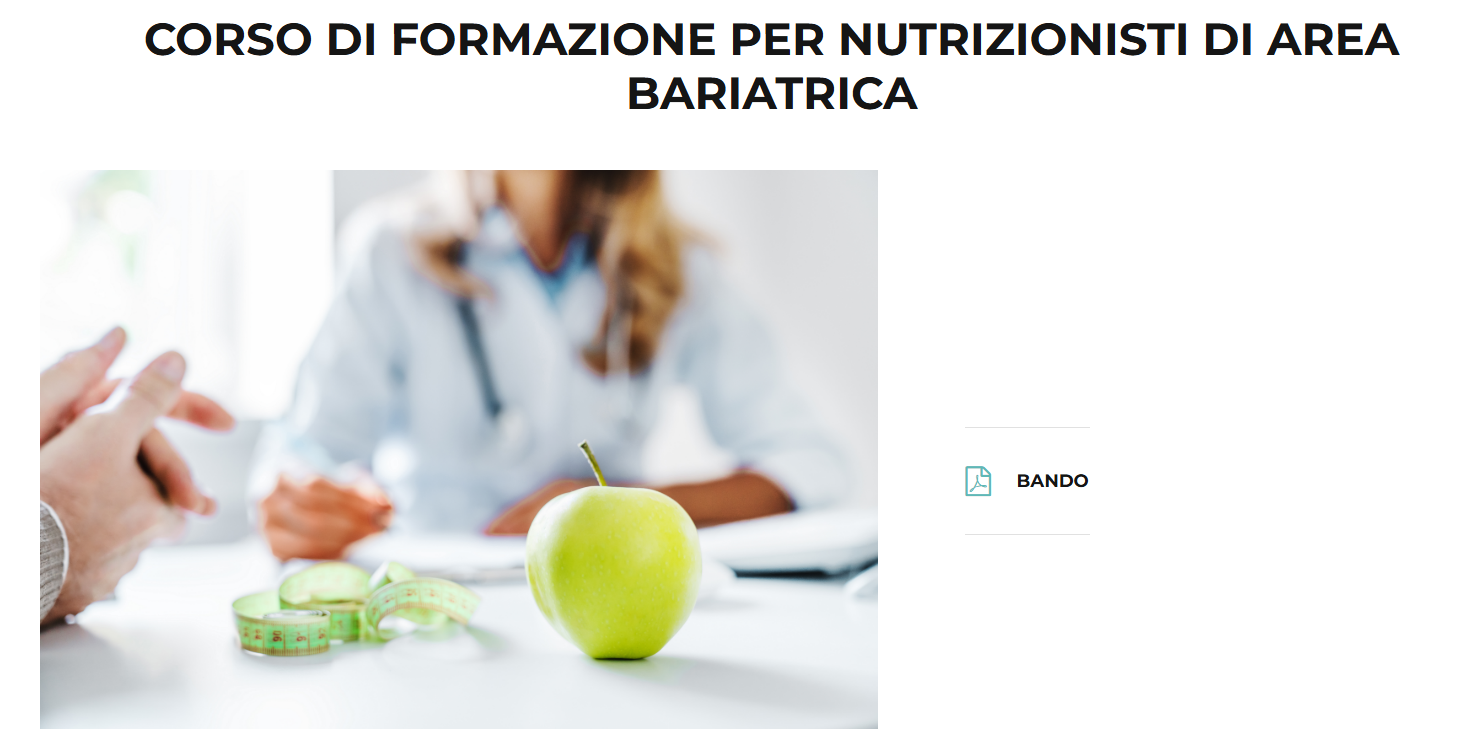 CORSO DI FORMAZIONE PER NUTRIZIONISTI DI AREA
BARIATRICA
BANDO